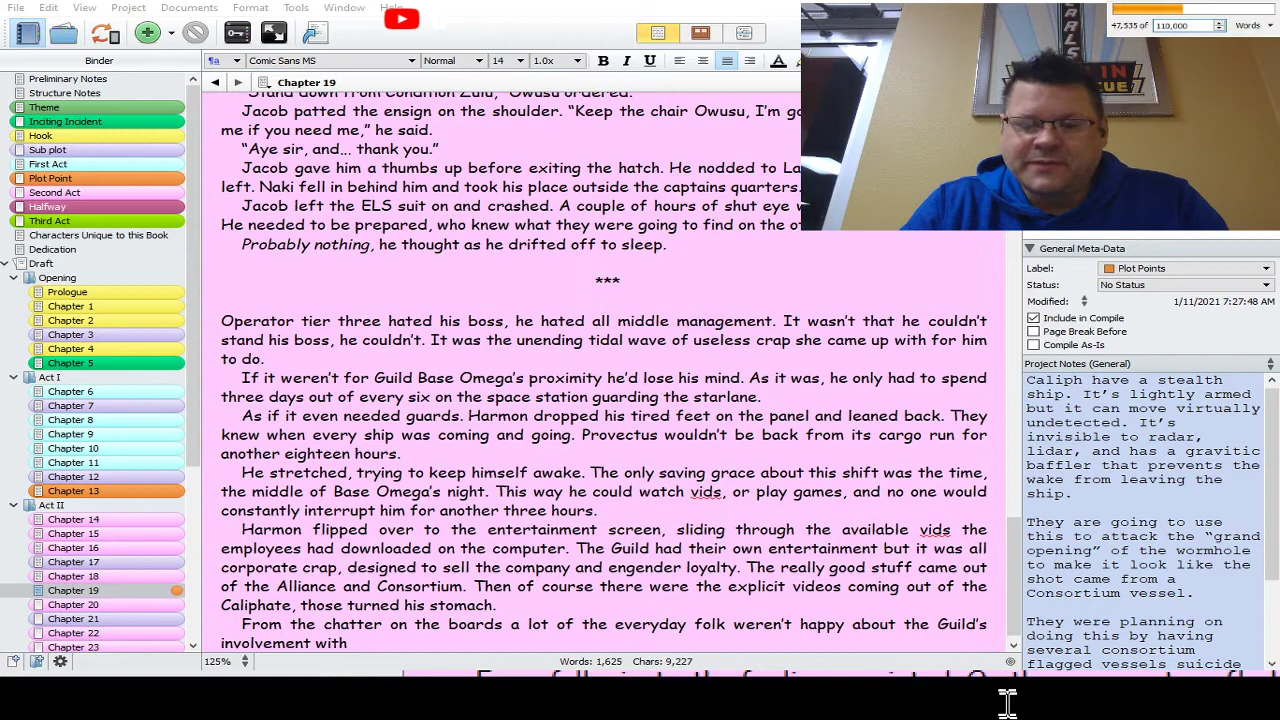 File Edit View Project Documents Format Tools Window Help
47,535 of 110,000 Words
Binder
Comic Sans MS Normal 14 1.0x B I U A
Preliminary Notes
Structure Notes
Theme
Inciting Incident
Hook
Sub plot
First Act
Plot Point
Second Act
Halfway
Third Act
Characters Unique to this Book
Dedication
Draft
Opening
Prologue
Chapter 1
Chapter 2
Chapter 3
Chapter 4
Chapter 5
Act I
Chapter 6
Chapter 7
Chapter 8
Chapter 9
Chapter 10
Chapter 11
Chapter 12
Chapter 13
Act II
Chapter 14
Chapter 15
Chapter 16
Chapter 17
Chapter 18
Chapter 19
Chapter 20
Chapter 21
Chapter 22
Chapter 23
Chapter 19
"Stand down from Condition Zulu," Owusu ordered.
Jacob patted the ensign on the shoulder. "Keep the chair Owusu, I'm
me if you need me," he said.
"Aye sir, and... thank you."
Jacob gave him a thumbs up before exiting the hatch. He nodded to
left. Naki fell in behind him and took his place outside the captains quarters.
Jacob left the ELS suit on and crashed. A couple of hours of shut eye
He needed to be prepared, who knew what they were going to find on the
Probably nothing, he thought as he drifted off to sleep.
***
Operator tier three hated his boss, he hated all middle management. It wasn't that he couldn't
stand his boss, he couldn't. It was the unending tidal wave of useless crap she came up with for him
to do.
If it weren't for Guild Base Omega's proximity he'd lose his mind. As it was, he only had to spend
three days out of every six on the space station guarding the starlane.
As if it even needed guards. Harmon dropped his tired feet on the panel and leaned back. They
knew when every ship was coming and going. Provectus wouldn't be back from its cargo run for
another eighteen hours.
He stretched, trying to keep himself awake. The only saving grace about this shift was the time,
the middle of Base Omega's night. This way he could watch vids, or play games, and no one would
constantly interrupt him for another three hours.
Harmon flipped over to the entertainment screen, sliding through the available vids the
employees had downloaded on the computer. The Guild had their own entertainment but it was all
corporate crap, designed to sell the company and engender loyalty. The really good stuff came out
of the Alliance and Consortium. Then of course there were the explicit videos coming out of the
Caliphate, those turned his stomach.
From the chatter on the boards a lot of the everyday folk weren't happy about the Guild's
involvement with
125% Words: 1,625 Chars: 9,227
General Meta-Data
Label: Plot Points
Status: No Status
Modified: 1/11/2021 7:27:48 AM
Include in Compile
Page Break Before
Compile As-Is
Project Notes (General)
Caliph have a stealth
ship. It's lightly armed
but it can move virtually
undetected. It's
invisible to radar,
lidar, and has a gravitic
baffler that prevents the
wake from leaving the
ship.
They are going to use
this to attack the "grand
opening" of the wormhole
to make it look like the
shot came from a
Consortium vessel.
They were planning on
doing this by having
several consortium
flagged vessels suicide